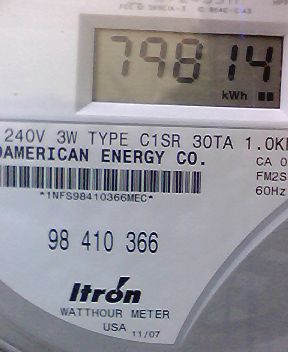 79814
kWh
240V 3W TYPE C1SR 30TA 1.0K
AMERICAN ENERGY CO.
CA 0
FM2S
60Hz
*1NFS98410366MEC*
98 410 366
Itrón
WATTHOUR METER
USA 11/07